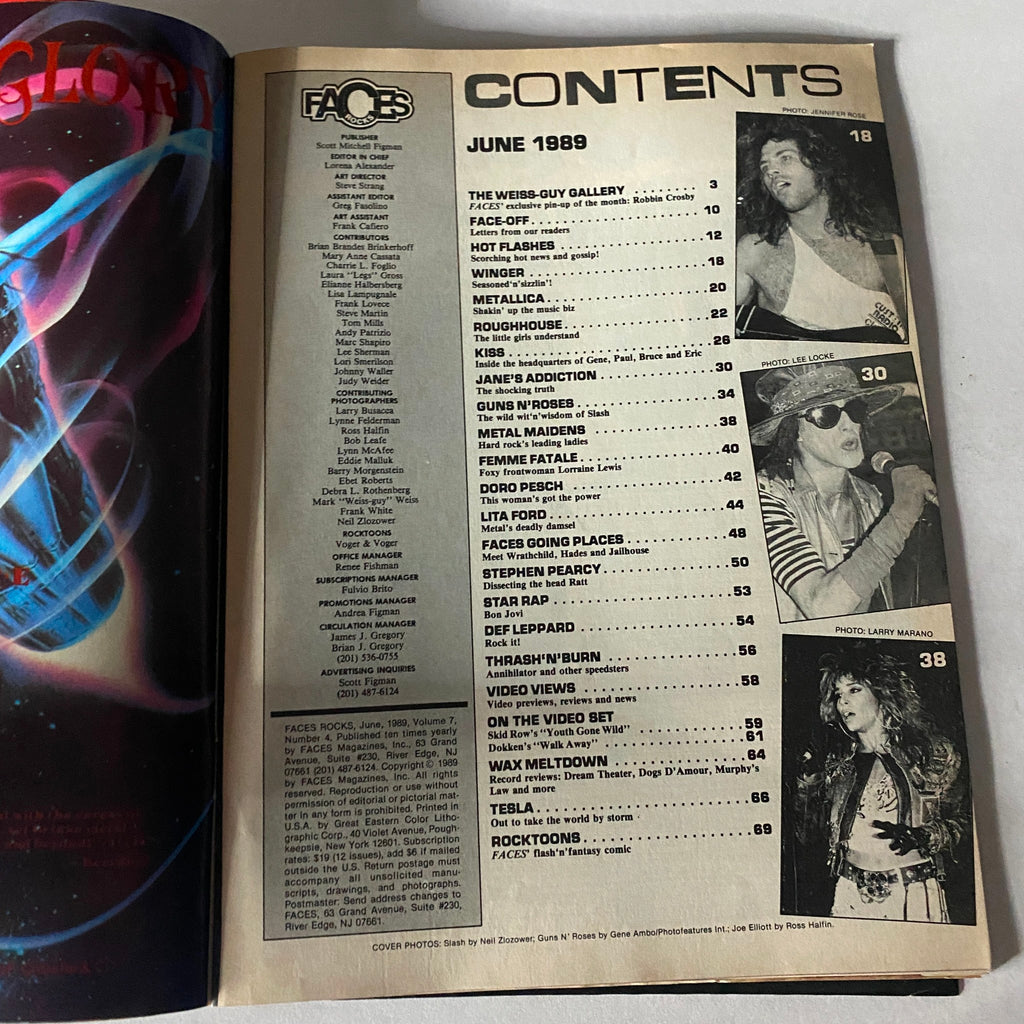 GLORY
E
FACES
ROCKS
PUBLISHER
Scott Mitchell Figman
EDITOR IN CHIEF
Lorena Alexander
ART DIRECTOR
Steve Strang
ASSISTANT EDITOR
Greg Fasolino
ART ASSISTANT
Frank Cafiero
CONTRIBUTORS
Brian Brandes Brinkerhoff
Mary Anne Cassata
Charrie L. Foglio
Laura "Legs" Gross
Elianne Halbersberg
Lisa Lampugnale
Frank Lovece
Steve Martin
Tom Mills
Andy Patrizio
Marc Shapiro
Lee Sherman
Lori Smerilson
Johnny Waller
Judy Weider
CONTRIBUTING
PHOTOGRAPHERS
Larry Busacca
Lynne Felderman
Ross Halfin
Bob Leafe
Lynn McAfee
Eddie Malluk
Barry Morgenstein
Ebet Roberts
Debra L. Rothenberg
Mark "Weiss-guy" Weiss
Frank White
Neil Zlozower
ROCKTOONS
Voger & Voger
OFFICE MANAGER
Renee Fishman
SUBSCRIPTIONS MANAGER
Fulvio Brito
PROMOTIONS MANAGER
Andrea Figman
CIRCULATION MANAGER
James J. Gregory
Brian J. Gregory
(201) 536-0755
ADVERTISING INQUIRIES
Scott Figman
(201) 487-6124
FACES ROCKS, June, 1989, Volume 7,
Number 4, Published ten times yearly
by FACES Magazines, Inc., 63 Grand
Avenue, Suite #230, River Edge, NJ
07661 (201) 487-6124. Copyright © 1989
by FACES Magazines, Inc. All rights
reserved. Reproduction or use without
permission of editorial or pictorial mat-
ter in any form is prohibited. Printed in
U.S.A. by Great Eastern Color Litho-
graphic Corp., 40 Violet Avenue, Pough-
keepsie, New York 12601. Subscription
rates: $19 (12 issues), add $6 if mailed
outside the U.S. Return postage must
accompany all unsolicited manu-
scripts, drawings, and photographs.
Postmaster: Send address changes to
FACES, 63 Grand Avenue, Suite #230,
River Edge, NJ 07661.
CONTENTS
JUNE 1989
THE WEISS-GUY GALLERY ........ 3
FACES' exclusive pin-up of the month: Robbin Crosby
FACE-OFF ........ 10
Letters from our readers
HOT FLASHES ........ 12
Scorching hot news and gossip!
WINGER ........ 18
Seasoned'n'sizzlin'!
METALLICA ........ 20
Shakin' up the music biz
ROUGHHOUSE ........ 22
The little girls understand
KISS ........ 26
Inside the headquarters of Gene, Paul, Bruce and Eric
JANE'S ADDICTION ........ 30
The shocking truth
GUNS N'ROSES ........ 34
The wild wit'n'wisdom of Slash
METAL MAIDENS ........ 38
Hard rock's leading ladies
FEMME FATALE ........ 40
Foxy frontwoman Lorraine Lewis
DORO PESCH ........ 42
This woman's got the power
LITA FORD ........ 44
Metal's deadly damsel
FACES GOING PLACES ........ 48
Meet Wrathchild, Hades and Jailhouse
STEPHEN PEARCY ........ 50
Dissecting the head Ratt
STAR RAP ........ 53
Bon Jovi
DEF LEPPARD ........ 54
Rock it!
THRASH'N'BURN ........ 56
Annihilator and other speedsters
VIDEO VIEWS ........ 58
Video previews, reviews and news
ON THE VIDEO SET
Skid Row's "Youth Gone Wild" ........ 59
Dokken's "Walk Away" ........ 61
WAX MELTDOWN ........ 64
Record reviews: Dream Theater, Dogs D'Amour, Murphy's
Law and more
TESLA ........ 66
Out to take the world by storm
ROCKTOONS ........ 69
FACES' flash'n'fantasy comic
PHOTO: JENNIFER ROSE
18
PHOTO: LEE LOCKE
30
PHOTO: LARRY MARANO
38
COVER PHOTOS: Slash by Neil Zlozower; Guns N' Roses by Gene Ambo/Photofeatures Int.; Joe Elliott by Ross Halfin.